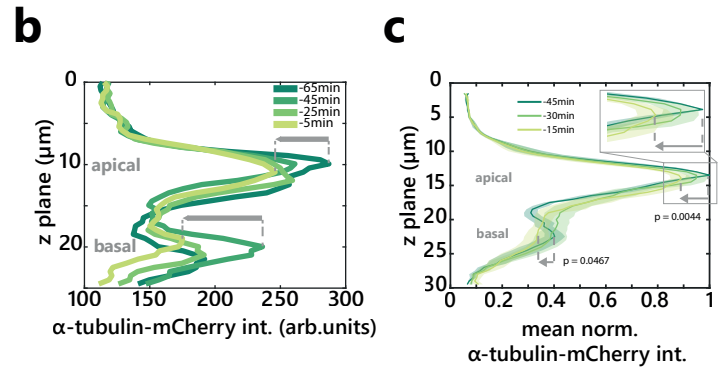 b
0
10
20
z plane (μm)
-65min
-45min
-25min
-5min
apical
basal
100
150
200
250
300
α-tubulin-mCherry int. (arb.units)
c
0
5
10
15
20
25
30
z plane (μm)
-45min
-30min
-15min
apical
basal
p = 0.0044
p = 0.0467
0
0.2
0.4
0.6
0.8
1
mean norm.
α-tubulin-mCherry int.